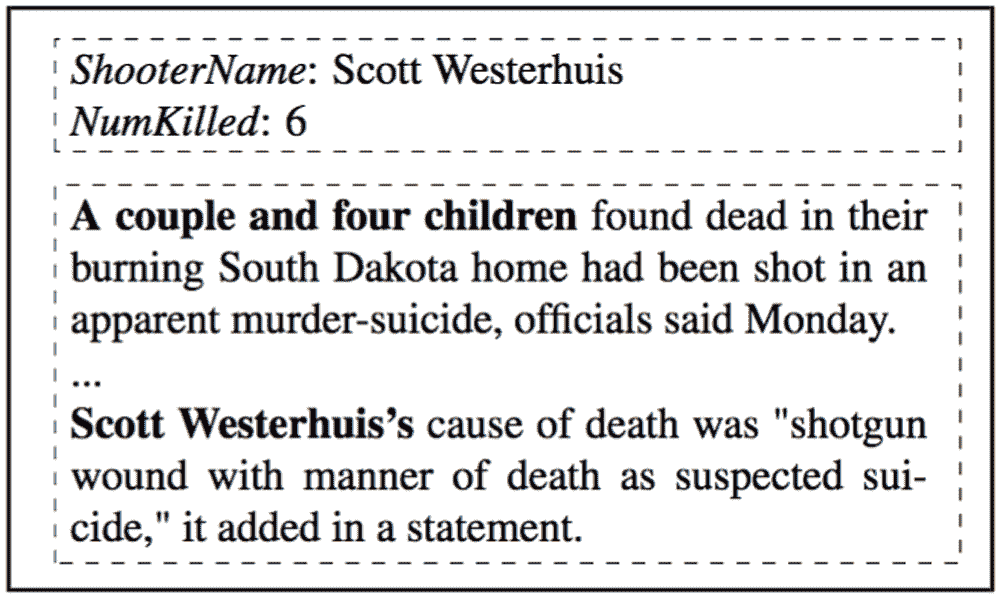 ShooterName: Scott Westerhuis
NumKilled: 6
A couple and four children found dead in their
burning South Dakota home had been shot in an
apparent murder-suicide, officials said Monday.
...
Scott Westerhuis's cause of death was "shotgun
wound with manner of death as suspected sui-
cide," it added in a statement.